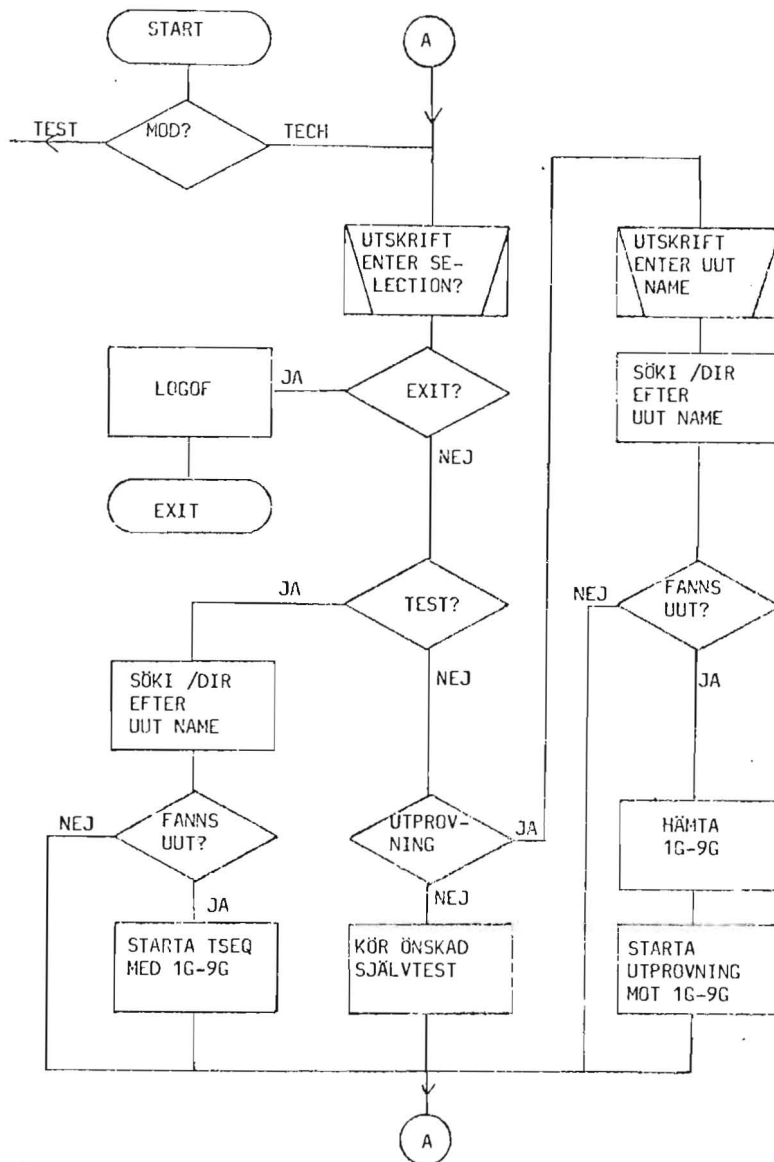 START
A
TEST
MOD?
TECH
UTSKRIFT
ENTER SE-
LECTION?
UTSKRIFT
ENTER UUT
NAME
LOGOF
JA
EXIT?
SÖKI /DIR
EFTER
UUT NAME
NEJ
EXIT
JA
TEST?
NEJ
FANNS
UUT?
SÖKI /DIR
EFTER
UUT NAME
NEJ
JA
NEJ
FANNS
UUT?
UTPROV-
NING
JA
HÄMTA
1G-9G
JA
NEJ
STARTA TSEQ
MED 1G-9G
KÖR ÖNSKAD
SJÄLVTEST
STARTA
UTPROVNING
MOT 1G-9G
A